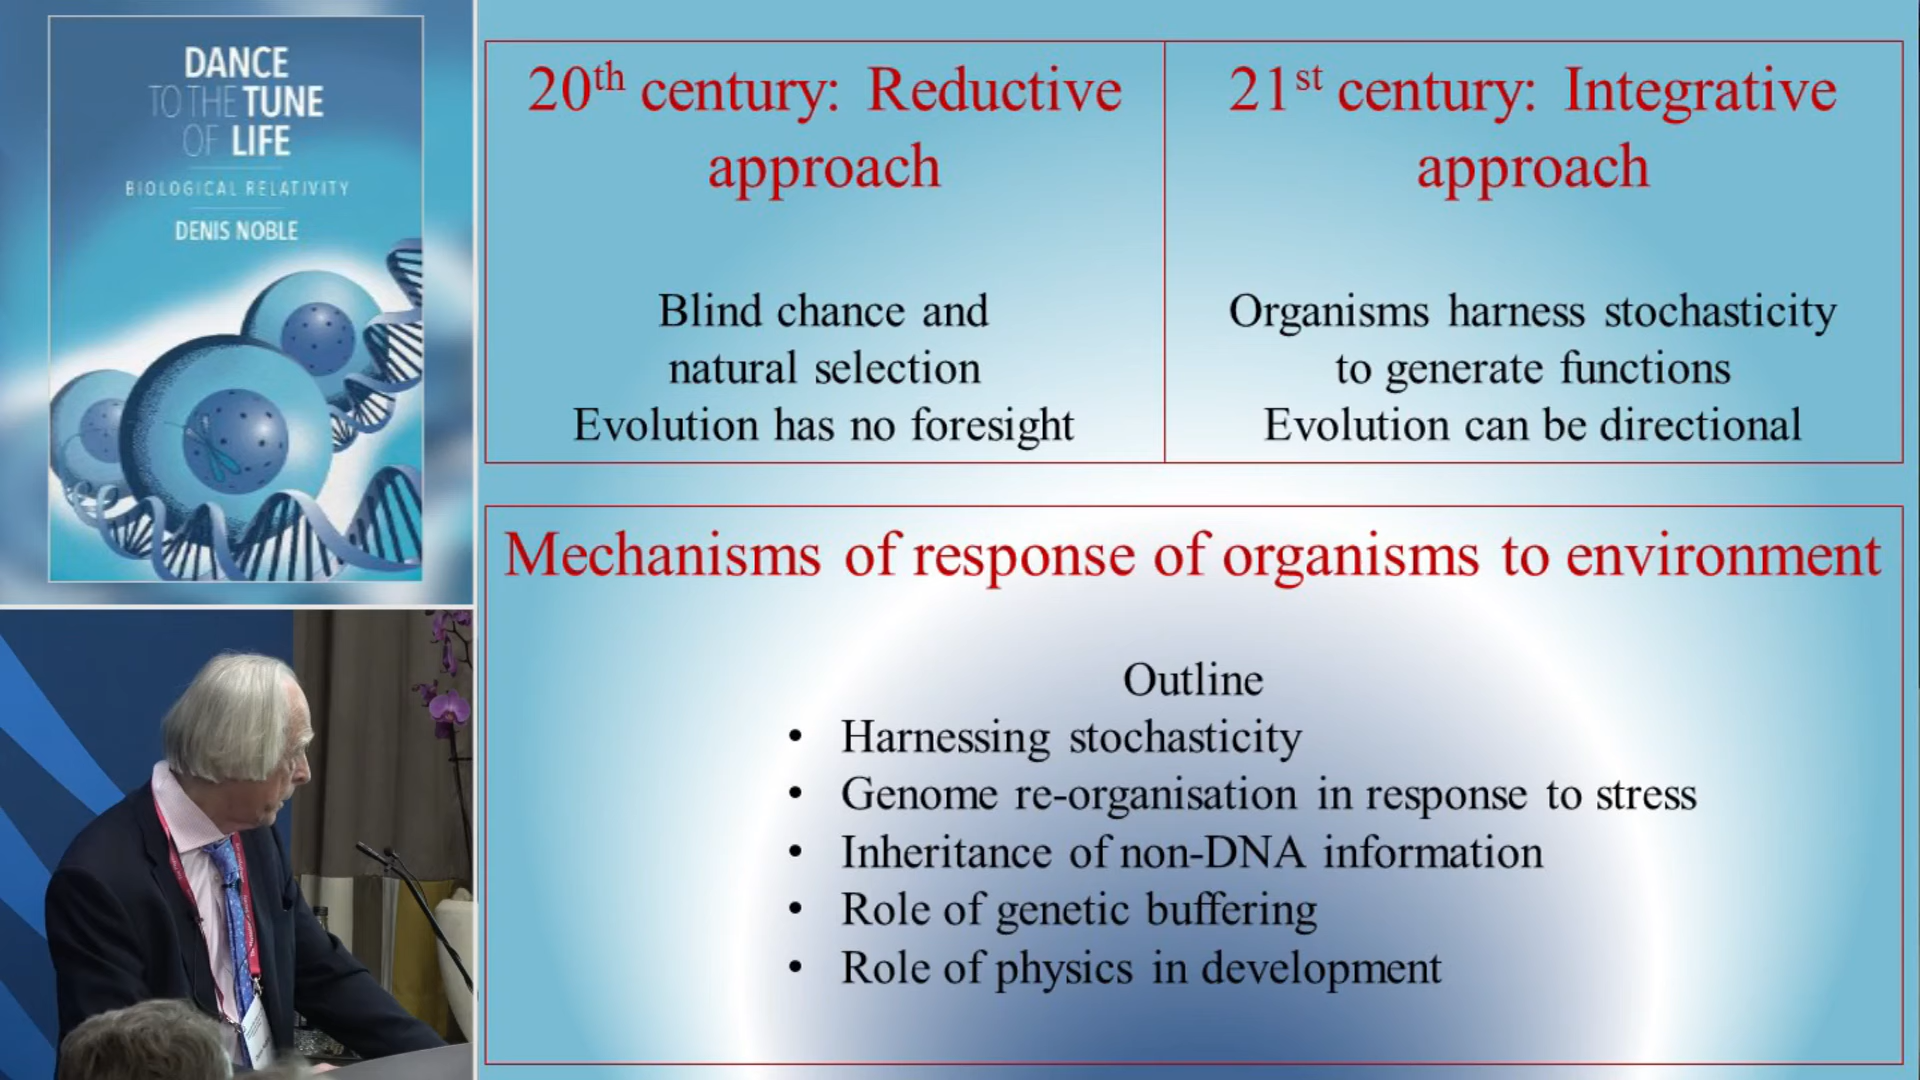 DANCE
TO THE TUNE
OF LIFE
BIOLOGICAL RELATIVITY
DENIS NOBLE
20th century: Reductive
approach
Blind chance and
natural selection
Evolution has no foresight
21st century: Integrative
approach
Organisms harness stochasticity
to generate functions
Evolution can be directional
Mechanisms of response of organisms to environment
Outline
• Harnessing stochasticity
• Genome re-organisation in response to stress
• Inheritance of non-DNA information
• Role of genetic buffering
• Role of physics in development